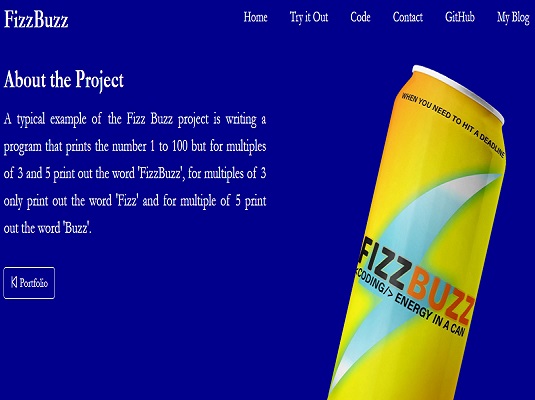 FizzBuzz
Home Try it Out Code Contact GitHub My Blog
About the Project
A typical example of the Fizz Buzz project is writing a
program that prints the number 1 to 100 but for multiples
of 3 and 5 print out the word 'FizzBuzz', for multiples of 3
only print out the word 'Fizz' and for multiple of 5 print
out the word 'Buzz'.
Portfolio
WHEN YOU NEED TO HIT A DEADLINE
FIZZBUZZ
<CODING/> ENERGY IN A CAN